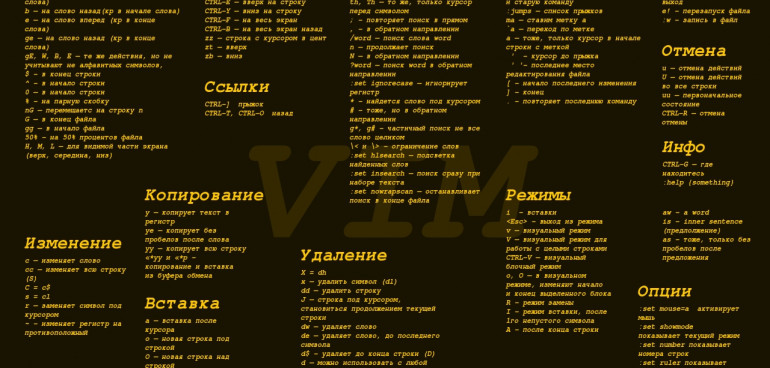 b – на слово назад(кр в начале слова)
e – на слово вперед (кр в конце
слова)
ge – на слово назад (кр в конце
слова)
gE, W, B, E – те же действия, но не
учитывают не алфавитных символов,
$ – в конец строки
^ – в начало строки
0 – в начало строки
% – на парную скобку
nG – перемещаетс на строку n
G – в конец файла
gg – в начало файла
50% – на 50% процентов файла
H, M, L – для видимой части экрана
(верх, середина, низ)
Изменение
c – изменяет слово
cc – изменяет всю строку
(S)
C = c$
s = cl
r – заменяет символ под
курсором
~ – изменяет регистр на
противоположный
CTRL-E – вверх на строку
CTRL-Y – вниз на строку
CTRL-F – на весь экран
CTRL-B – на весь экран назад
zz – строка с курсором в цент
zt – вверх
zb – вниз
Ссылки
CTRL-] прыжок
CTRL-T, CTRL-O назад
Копирование
y – копирует текст в
регистр
ye – копирует без
пробелов после слова
yy – копирует всю строку
«*yy и «*p –
копирование и вставка
из буфера обмена
Вставка
a – вставка после
курсора
o – новая строка под
строкой
O – новая строка над
строкой
VIM
th, Th – то же, только курсор
перед символом
; – повторяет поиск в прямом
, – в обратном направлении
/word – поиск слова word
n – продолжает поиск
N – в обратном направлении
?word – поиск word в обратном
направлении
:set ignorecase – игнорирует
регистр
* – найдется слово под курсором
# – тоже, но в обратном
направлении
g*, g# – частичный поиск не все
слово целиком
\< и \> – ограничение слов
:set hlsearch – подсветка
найденных слов
:set insearch – поиск сразу при
наборе текста
:set nowrapscan – останавливает
поиск в конце файла
Удаление
X = dh
x – удалить символ (dl)
dd – удалить строку
J – строка под курсором,
становиться продолжением текущей
строки
dw – удаляет слово
de – удаляет слово, до последнего
символа
d$ – удаляет до конца строки (D)
d – можно использовать с любой
и старую команду
:jumps – список прыжков
ma – ставим метку a
`a – переход по метке
a – тоже, только курсор в начале
строки с меткой
' ' – курсор до прыжка
' "– последнее место
редактирования файла
[ – начало последнего изменения
] – конец
. – повторяет последнюю команду
Режимы
i – вставки
<Esc> – выход из режима
v – визуальный режим
V – визуальный режим для
работы с целыми строками
CTRL-V – визуальный
блочный режим
o, O – в визуальном
режиме, изменяют начало
и конец выделенного блока
R – режим замены
I – режим вставки, после
1го непустого символа
A – после конца строки
выход
e! – перезапуск файла
:w – запись в файл
Отмена
u – отмена действий
U – отмена действий
во все строки
uu – первоначальное
состояние
CTRL-R – отмена
отмены
Инфо
CTRL-G – где
находитесь
:help (something)
aw – a word
is – inner sentence
(предложение)
as – тоже, только без
пробелов после
предложения
Опции
:set mouse=a активирует
мышь
:set showmode
показывает текущий режим
:set number показывает
номера строк
:set ruler показывает